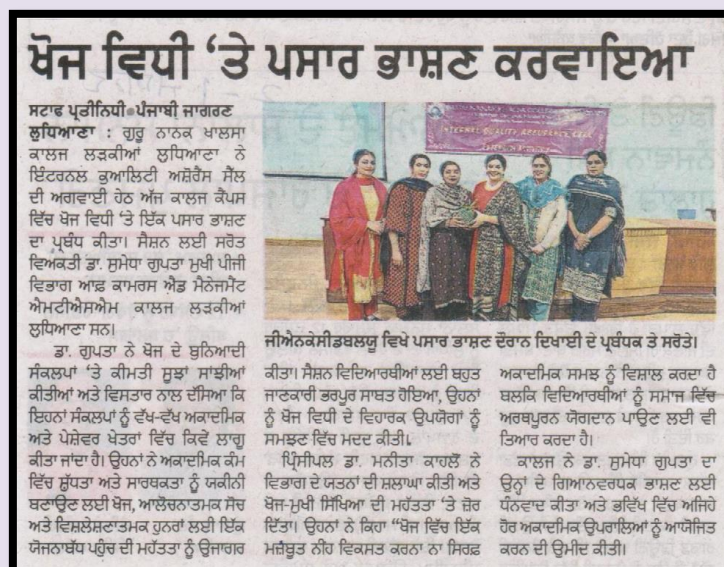 ਖੋਜ ਵਿਧੀ 'ਤੇ ਪਸਾਰ ਭਾਸ਼ਣ ਕਰਵਾਇਆ
ਸਟਾਫ ਪ੍ਰਤੀਨਿਧੀ•ਪੰਜਾਬੀ ਜਾਗਰਣ
ਲੁਧਿਆਣਾ : ਗੁਰੂ ਨਾਨਕ ਖਾਲਸਾ
ਕਾਲਜ ਲੜਕੀਆਂ ਲੁਧਿਆਣਾ ਨੇ
ਇੰਟਰਨਲ ਕੁਆਲਿਟੀ ਅਸ਼ੋਰੈਂਸ ਸੈੱਲ
ਦੀ ਅਗਵਾਈ ਹੇਠ ਅੱਜ ਕਾਲਜ ਕੈਂਪਸ
ਵਿੱਚ ਖੋਜ ਵਿਧੀ 'ਤੇ ਇੱਕ ਪਸਾਰ ਭਾਸ਼ਣ
ਦਾ ਪ੍ਰਬੰਧ ਕੀਤਾ। ਸੈਸ਼ਨ ਲਈ ਸਰੋਤ
ਵਿਅਕਤੀ ਡਾ. ਸੁਮੇਧਾ ਗੁਪਤਾ ਮੁਖੀ ਪੀਜੀ
ਵਿਭਾਗ ਆਫ਼ ਕਾਮਰਸ ਐਂਡ ਮੈਨੇਜਮੈਂਟ
ਐਮਟੀਐਸਐਮ ਕਾਲਜ ਲੜਕੀਆਂ
ਲੁਧਿਆਣਾ ਸਨ।
ਡਾ. ਗੁਪਤਾ ਨੇ ਖੋਜ ਦੇ ਬੁਨਿਆਦੀ
ਸੰਕਲਪਾਂ 'ਤੇ ਕੀਮਤੀ ਸੂਝਾਂ ਸਾਂਝੀਆਂ
ਕੀਤੀਆਂ ਅਤੇ ਵਿਸਤਾਰ ਨਾਲ ਦੱਸਿਆ ਕਿ
ਇਹਨਾਂ ਸੰਕਲਪਾਂ ਨੂੰ ਵੱਖ-ਵੱਖ ਅਕਾਦਮਿਕ
ਅਤੇ ਪੇਸ਼ੇਵਰ ਖੇਤਰਾਂ ਵਿੱਚ ਕਿਵੇਂ ਲਾਗੂ
ਕੀਤਾ ਜਾਂਦਾ ਹੈ। ਉਹਨਾਂ ਨੇ ਅਕਾਦਮਿਕ ਕੰਮ
ਵਿੱਚ ਸ਼ੁੱਧਤਾ ਅਤੇ ਸਾਰਥਕਤਾ ਨੂੰ ਯਕੀਨੀ
ਬਣਾਉਣ ਲਈ ਖੋਜ, ਆਲੋਚਨਾਤਮਕ ਸੋਚ
ਅਤੇ ਵਿਸ਼ਲੇਸ਼ਣਾਤਮਕ ਹੁਨਰਾਂ ਲਈ ਇੱਕ
ਯੋਜਨਾਬੱਧ ਪਹੁੰਚ ਦੀ ਮਹੱਤਤਾ ਨੂੰ ਉਜਾਗਰ
INTERNAL QUALITY ASSURANCE CELL
ਜੀਐਨਕੇਸੀਡਬਲਯੂ ਵਿਖੇ ਪਸਾਰ ਭਾਸ਼ਣ ਦੌਰਾਨ ਦਿਖਾਈ ਦੇ ਪ੍ਰਬੰਧਕ ਤੇ ਸਰੋਤੇ।
ਕੀਤਾ। ਸੈਸ਼ਨ ਵਿਦਿਆਰਥੀਆਂ ਲਈ ਬਹੁਤ
ਜਾਣਕਾਰੀ ਭਰਪੂਰ ਸਾਬਤ ਹੋਇਆ, ਉਹਨਾਂ
ਨੂੰ ਖੋਜ ਵਿਧੀ ਦੇ ਵਿਹਾਰਕ ਉਪਯੋਗਾਂ ਨੂੰ
ਸਮਝਣ ਵਿੱਚ ਮਦਦ ਕੀਤੀ।
ਪ੍ਰਿੰਸੀਪਲ ਡਾ. ਮਨੀਤਾ ਕਾਹਲੋਂ ਨੇ
ਵਿਭਾਗ ਦੇ ਯਤਨਾਂ ਦੀ ਸ਼ਲਾਘਾ ਕੀਤੀ ਅਤੇ
ਖੋਜ-ਮੁਖੀ ਸਿੱਖਿਆ ਦੀ ਮਹੱਤਤਾ 'ਤੇ ਜ਼ੋਰ
ਦਿੱਤਾ। ਉਹਨਾਂ ਨੇ ਕਿਹਾ "ਖੋਜ ਵਿੱਚ ਇੱਕ
ਮਜ਼ਬੂਤ ਨੀਂਹ ਵਿਕਸਤ ਕਰਨਾ ਨਾ ਸਿਰਫ਼
ਅਕਾਦਮਿਕ ਸਮਝ ਨੂੰ ਵਿਸ਼ਾਲ ਕਰਦਾ ਹੈ
ਬਲਕਿ ਵਿਦਿਆਰਥੀਆਂ ਨੂੰ ਸਮਾਜ ਵਿੱਚ
ਅਰਥਪੂਰਨ ਯੋਗਦਾਨ ਪਾਉਣ ਲਈ ਵੀ
ਤਿਆਰ ਕਰਦਾ ਹੈ।
ਕਾਲਜ ਨੇ ਡਾ. ਸੁਮੇਧਾ ਗੁਪਤਾ ਦਾ
ਉਨ੍ਹਾਂ ਦੇ ਗਿਆਨਵਰਧਕ ਭਾਸ਼ਣ ਲਈ
ਧੰਨਵਾਦ ਕੀਤਾ ਅਤੇ ਭਵਿੱਖ ਵਿੱਚ ਅਜਿਹੇ
ਹੋਰ ਅਕਾਦਮਿਕ ਉਪਰਾਲਿਆਂ ਨੂੰ ਆਯੋਜਿਤ
ਕਰਨ ਦੀ ਉਮੀਦ ਕੀਤੀ।